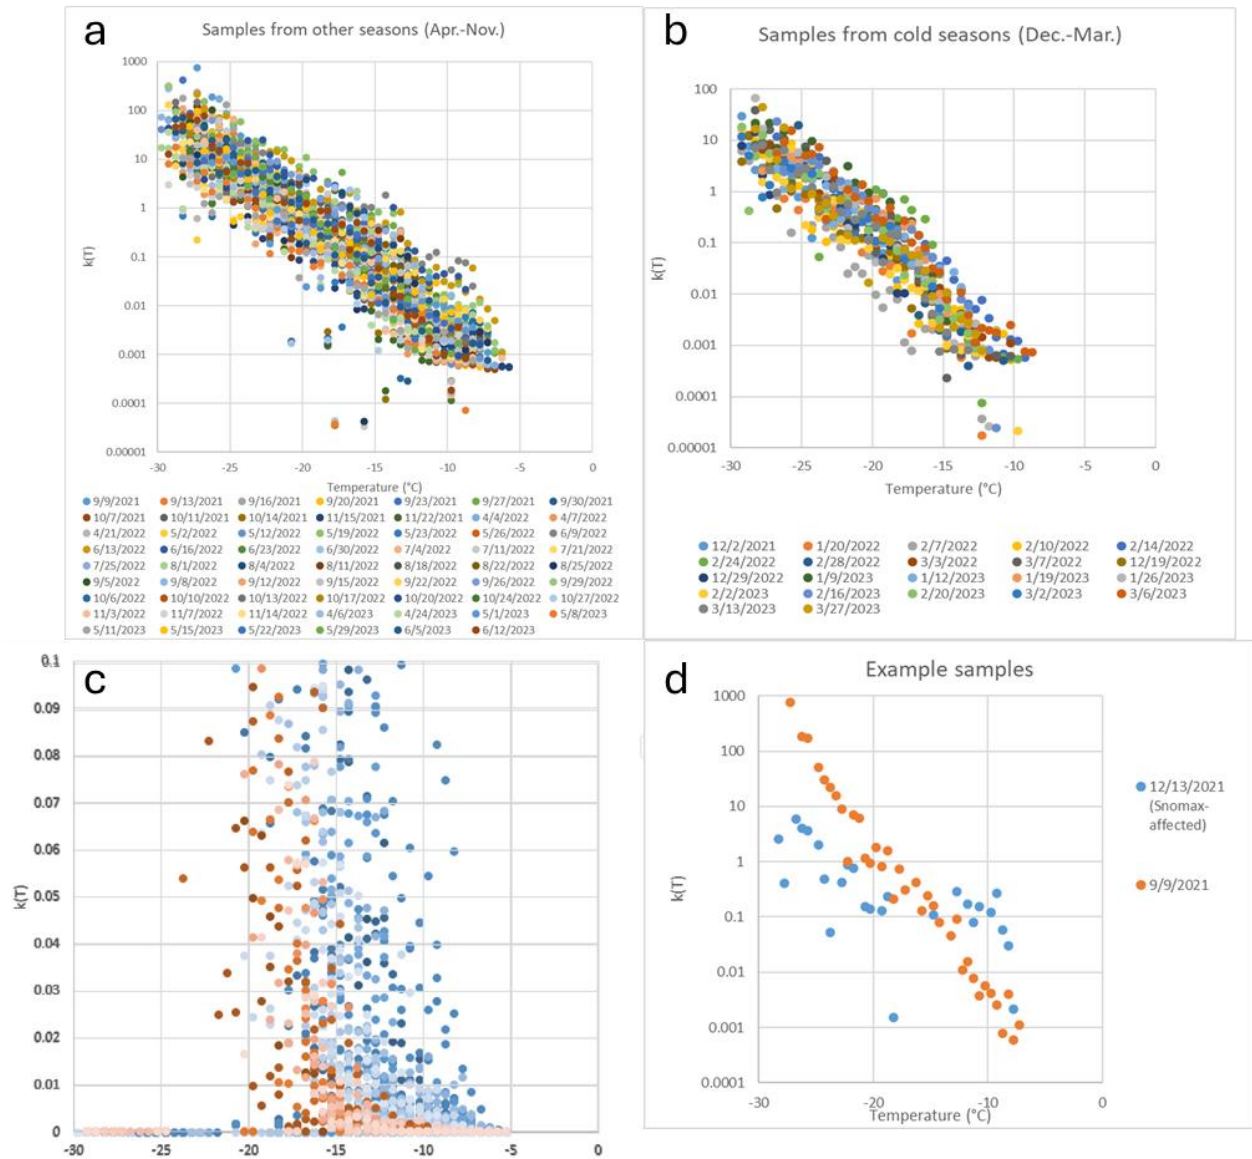 a
Samples from other seasons (Apr.-Nov.)
1000
100
10
1
0.1
0.01
0.001
0.0001
0.00001
k(T)
-30 -25 -20 -15 -10 -5 0
Temperature (°C)
9/9/2021 9/13/2021 9/16/2021 9/20/2021 9/23/2021 9/27/2021 9/30/2021
10/7/2021 10/11/2021 10/14/2021 11/15/2021 11/22/2021 4/4/2022 4/7/2022
4/21/2022 5/2/2022 5/12/2022 5/19/2022 5/23/2022 5/26/2022 6/9/2022
6/13/2022 6/16/2022 6/23/2022 6/30/2022 7/4/2022 7/11/2022 7/21/2022
7/25/2022 8/1/2022 8/4/2022 8/11/2022 8/18/2022 8/22/2022 8/25/2022
9/5/2022 9/8/2022 9/12/2022 9/15/2022 9/22/2022 9/26/2022 9/29/2022
10/6/2022 10/10/2022 10/13/2022 10/17/2022 10/20/2022 10/24/2022 10/27/2022
11/3/2022 11/7/2022 11/14/2022 4/6/2023 4/24/2023 5/1/2023 5/8/2023
5/11/2023 5/15/2023 5/22/2023 5/29/2023 6/5/2023 6/12/2023
b
Samples from cold seasons (Dec.-Mar.)
100
10
1
0.1
0.01
0.001
0.0001
0.00001
k(T)
-30 -25 -20 -15 -10 -5 0
Temperature (°C)
12/2/2021 1/20/2022 2/7/2022 2/10/2022 2/14/2022
2/24/2022 2/28/2022 3/3/2022 3/7/2022 12/19/2022
12/29/2022 1/9/2023 1/12/2023 1/19/2023 1/26/2023
2/2/2023 2/16/2023 2/20/2023 3/2/2023 3/6/2023
3/13/2023 3/27/2023
c
0.1
0.09
0.08
0.07
0.06
0.05
0.04
0.03
0.02
0.01
0
k(T)
-30 -25 -20 -15 -10 -5 0
d
Example samples
1000
100
10
1
0.1
0.01
0.001
0.0001
k(T)
-30 -20 -10 0
Temperature (°C)
12/13/2021
(Snomax-
affected)
9/9/2021